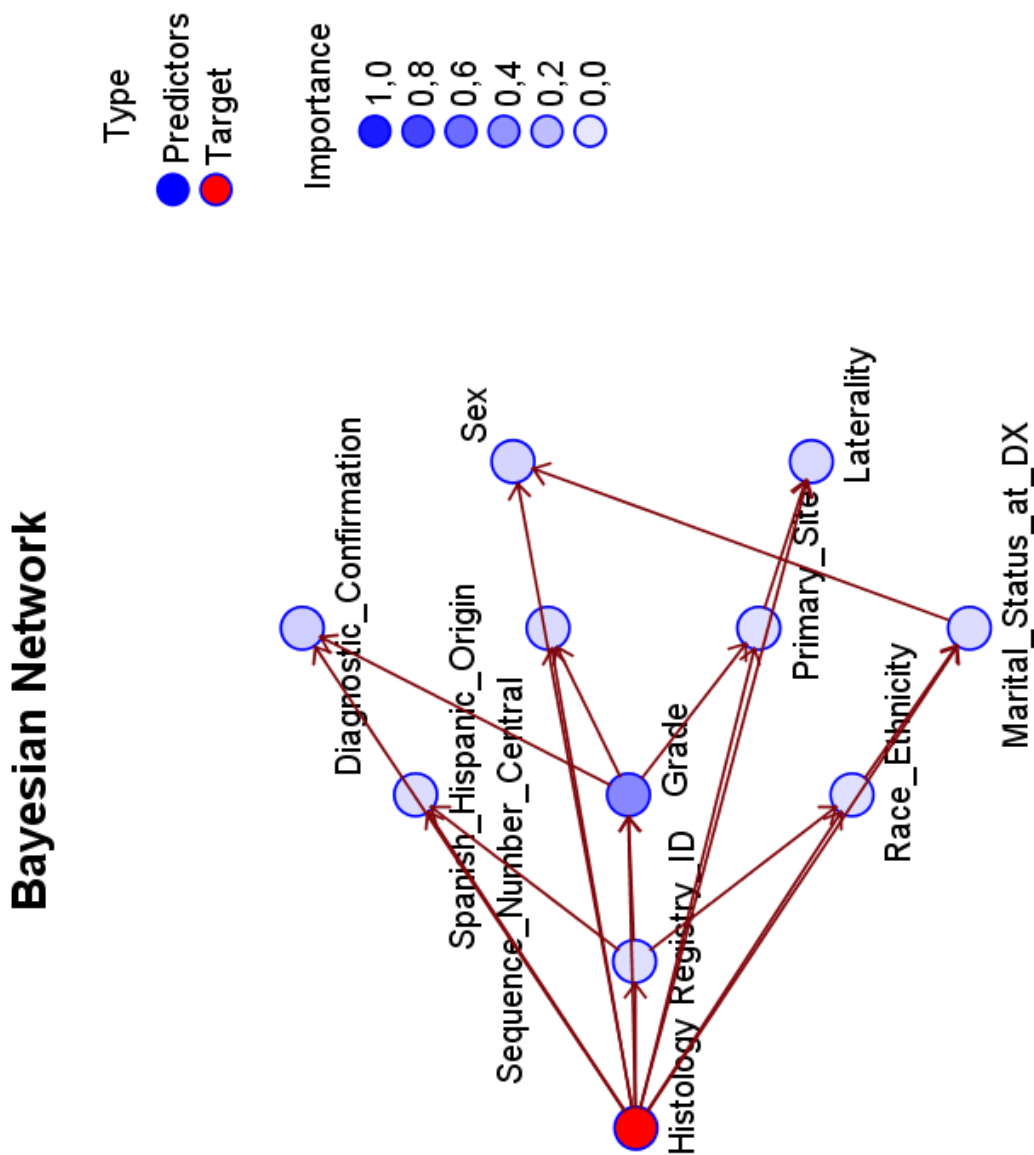 Bayesian Network
Type
Predictors
Target
Importance
1,0
0,8
0,6
0,4
0,2
0,0
Diagnostic_Confirmation
Sex
Spanish_Hispanic_Origin
Sequence_Number_Central
Grade
Primary_Site
Laterality
Histology
Registry_ID
Race_Ethnicity
Marital_Status_at_DX